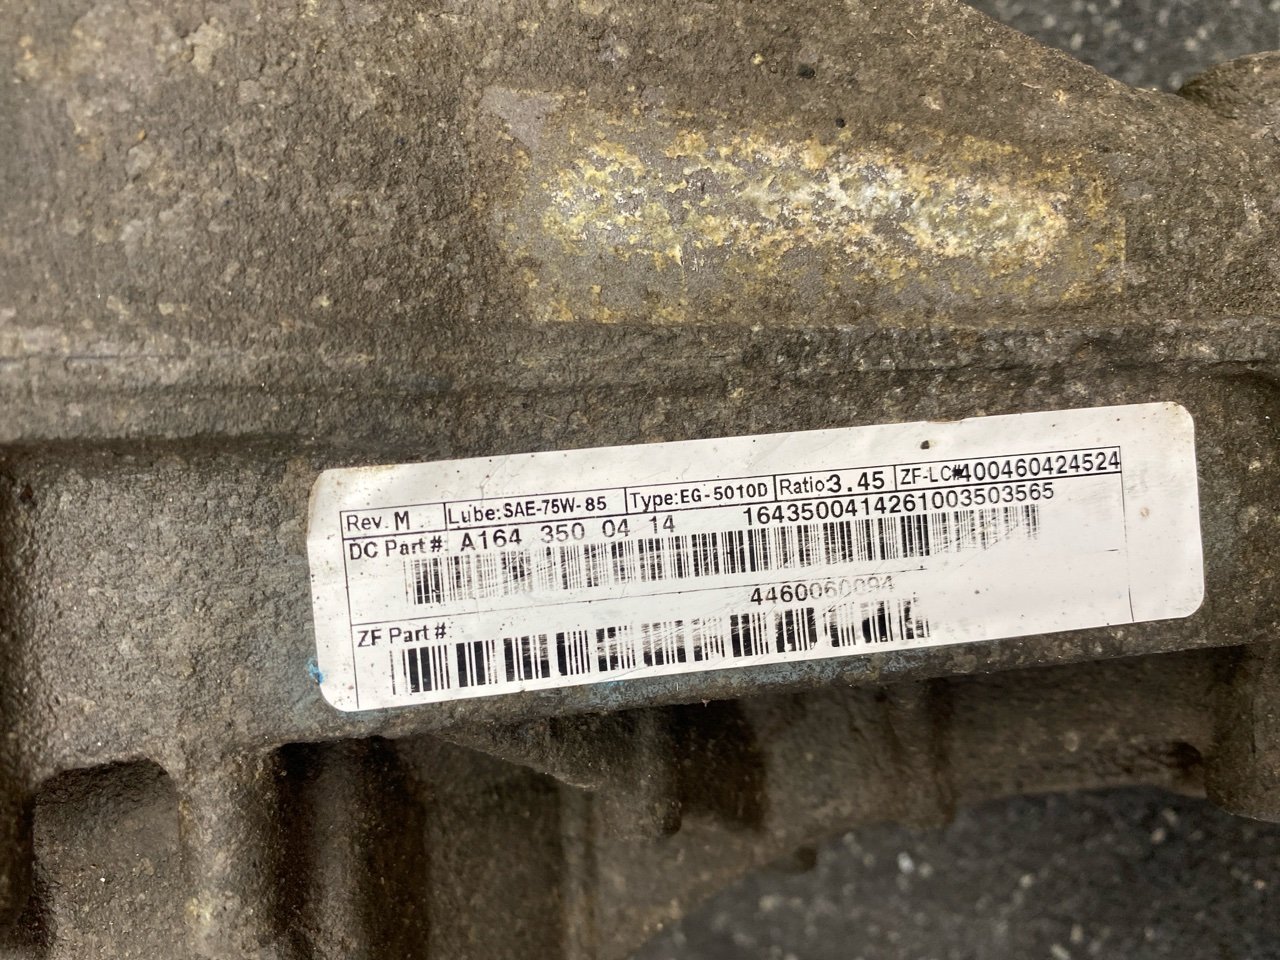 Rev. M Lube: SAE-75W-85 Type: EG-5010D Ratio: 3.45 ZF-LC#400460424524
DC Part #: A164 350 04 14 1643500414261003503565
4460060094
ZF Part #: